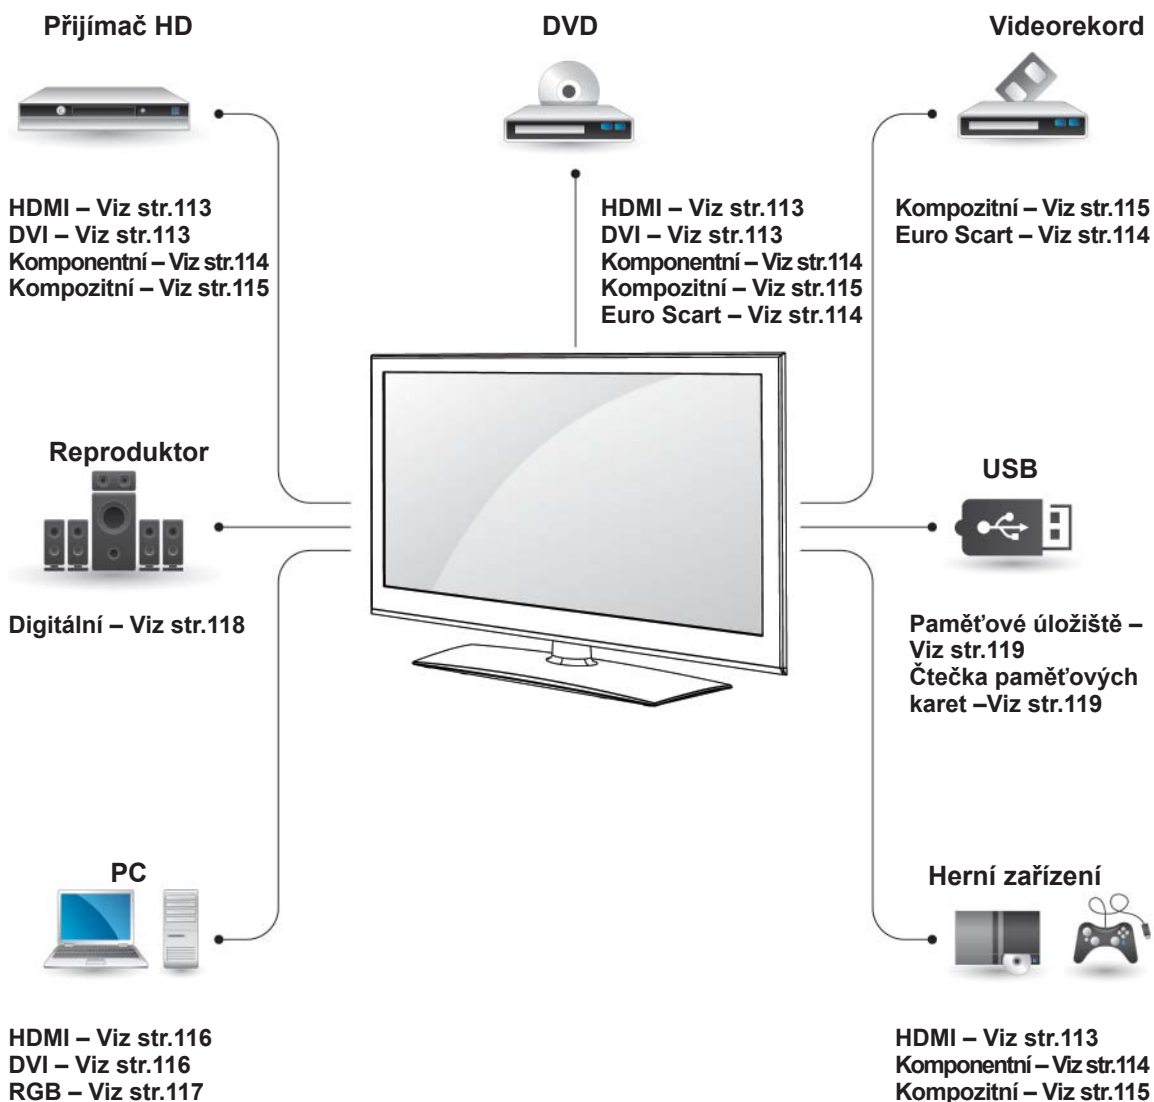 Přijímač HD
HDMI – Viz str.113
DVI – Viz str.113
Komponentní – Viz str.114
Kompozitní – Viz str.115
DVD
HDMI – Viz str.113
DVI – Viz str.113
Komponentní – Viz str.114
Kompozitní – Viz str.115
Euro Scart – Viz str.114
Videorekord
Kompozitní – Viz str.115
Euro Scart – Viz str.114
Reproduktor
Digitální – Viz str.118
USB
Paměťové úložiště –
Viz str.119
Čtečka paměťových
karet –Viz str.119
PC
HDMI – Viz str.116
DVI – Viz str.116
RGB – Viz str.117
Herní zařízení
HDMI – Viz str.113
Komponentní – Viz str.114
Kompozitní – Viz str.115